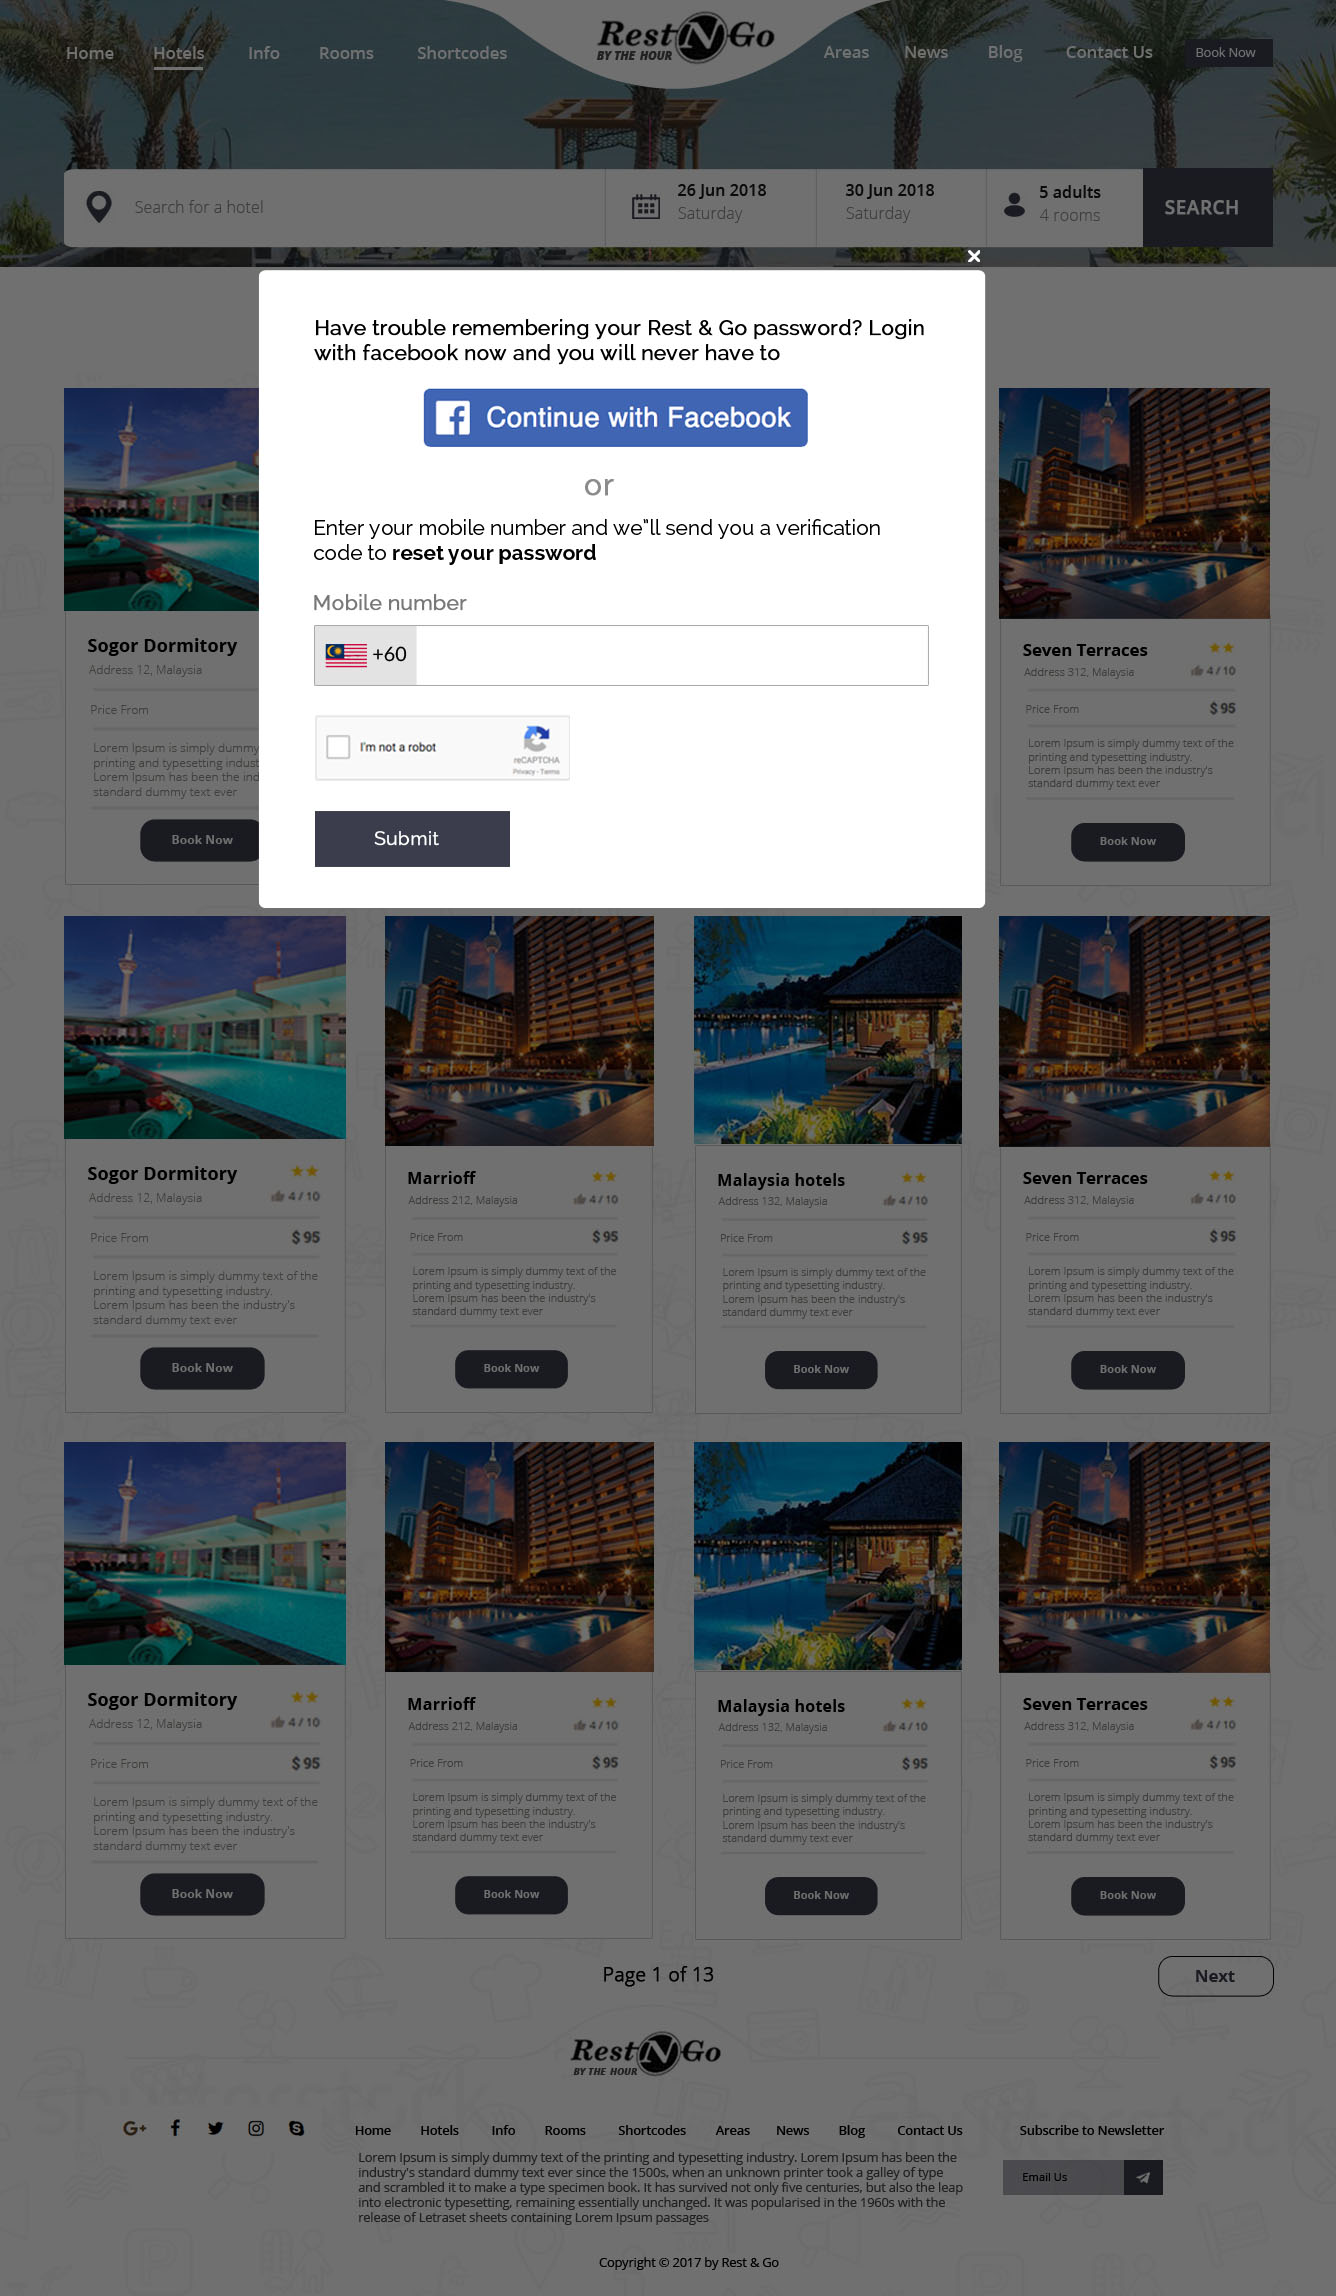 Home Hotels Info Rooms Shortcodes Rest N Go Areas News Blog Contact Us Book Now
BY THE HOUR
Search for a hotel
26 Jun 2018 30 Jun 2018 5 adults
Saturday Saturday 4 rooms
SEARCH
Have trouble remembering your Rest & Go password? Login
with facebook now and you will never have to
Continue with Facebook
or
Enter your mobile number and we"ll send you a verification
code to reset your password
Mobile number
+60
I'm not a robot
reCAPTCHA
Privacy - Terms
Submit
Sogor Dormitory
Address 12, Malaysia
Price From
Lorem Ipsum is simply dummy
printing and typesetting indust
Lorem Ipsum has been the ind
standard dummy text ever
Book Now
Seven Terraces
Address 312, Malaysia 4 / 10
Price From $ 95
Lorem Ipsum is simply dummy text of the
printing and typesetting industry.
Lorem Ipsum has been the industry's
standard dummy text ever
Book Now
Sogor Dormitory
Address 12, Malaysia 4 / 10
Price From $ 95
Lorem Ipsum is simply dummy text of the
printing and typesetting industry.
Lorem Ipsum has been the industry's
standard dummy text ever
Book Now
Marrioff
Address 212, Malaysia 4 / 10
Price From $ 95
Lorem Ipsum is simply dummy text of the
printing and typesetting industry.
Lorem Ipsum has been the industry's
standard dummy text ever
Book Now
Malaysia hotels
Address 132, Malaysia 4 / 10
Price From $ 95
Lorem Ipsum is simply dummy text of the
printing and typesetting industry.
Lorem Ipsum has been the industry's
standard dummy text ever
Book Now
Seven Terraces
Address 312, Malaysia 4 / 10
Price From $ 95
Lorem Ipsum is simply dummy text of the
printing and typesetting industry.
Lorem Ipsum has been the industry's
standard dummy text ever
Book Now
Sogor Dormitory
Address 12, Malaysia 4 / 10
Price From $ 95
Lorem Ipsum is simply dummy text of the
printing and typesetting industry.
Lorem Ipsum has been the industry's
standard dummy text ever
Book Now
Marrioff
Address 212, Malaysia 4 / 10
Price From $ 95
Lorem Ipsum is simply dummy text of the
printing and typesetting industry.
Lorem Ipsum has been the industry's
standard dummy text ever
Book Now
Malaysia hotels
Address 132, Malaysia 4 / 10
Price From $ 95
Lorem Ipsum is simply dummy text of the
printing and typesetting industry.
Lorem Ipsum has been the industry's
standard dummy text ever
Book Now
Seven Terraces
Address 312, Malaysia 4 / 10
Price From $ 95
Lorem Ipsum is simply dummy text of the
printing and typesetting industry.
Lorem Ipsum has been the industry's
standard dummy text ever
Book Now
Page 1 of 13 Next
Rest N Go
BY THE HOUR
G+
Home Hotels Info Rooms Shortcodes Areas News Blog Contact Us
Lorem Ipsum is simply dummy text of the printing and typesetting industry. Lorem Ipsum has been the
industry's standard dummy text ever since the 1500s, when an unknown printer took a galley of type
and scrambled it to make a type specimen book. It has survived not only five centuries, but also the leap
into electronic typesetting, remaining essentially unchanged. It was popularised in the 1960s with the
release of Letraset sheets containing Lorem Ipsum passages
Subscribe to Newsletter
Email Us
Copyright © 2017 by Rest & Go